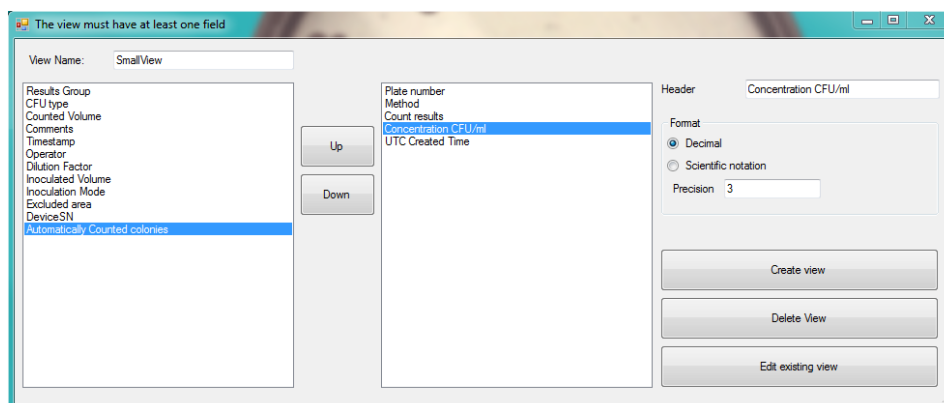 The view must have at least one field
View Name: SmallView
Results Group
CFU type
Counted Volume
Comments
Timestamp
Operator
Dilution Factor
Inoculated Volume
Inoculation Mode
Excluded area
DeviceSN
Automatically Counted colonies
Up
Down
Plate number
Method
Count results
Concentration CFU/ml
UTC Created Time
Header Concentration CFU/ml
Format
Decimal
Scientific notation
Precision 3
Create view
Delete View
Edit existing view